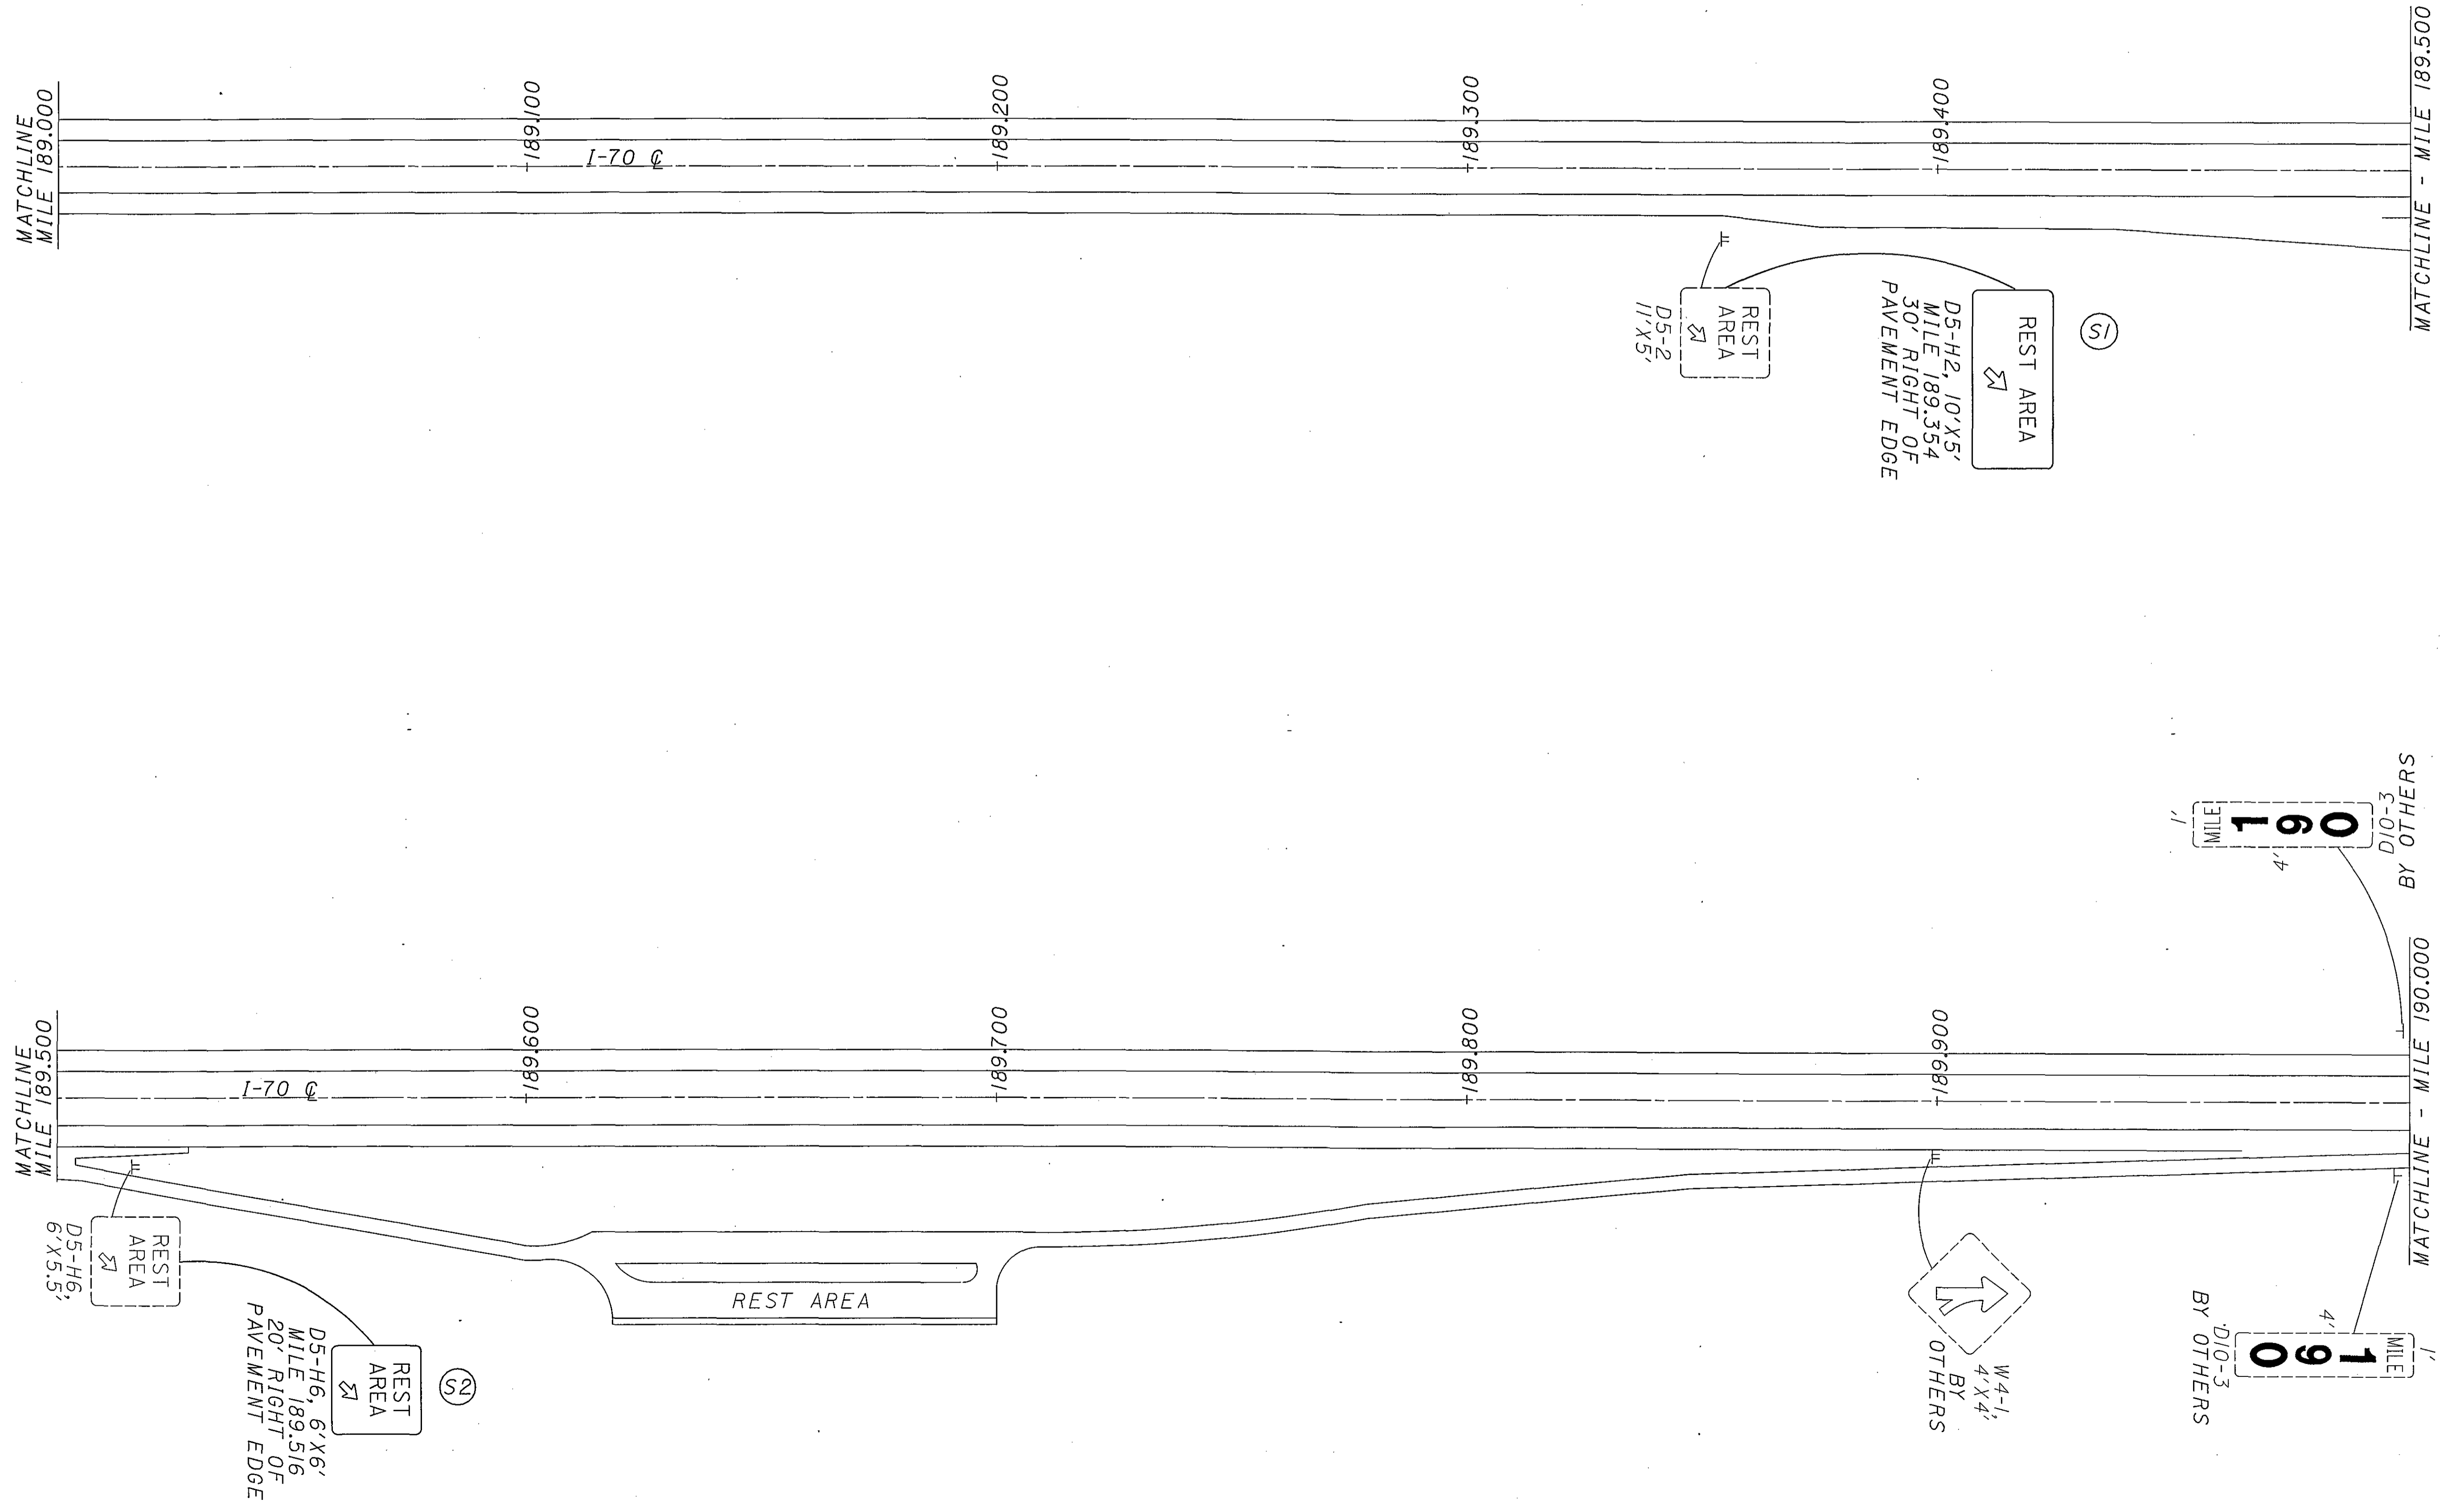 MATCHLINE
MILE 189.000
189.100
189.200
189.300
189.400
MATCHLINE - MILE 189.500
I-70 ℄
REST
AREA
D5-2
11'X5'
REST AREA
D5-H2, 10'X5'
MILE 189.354
30' RIGHT OF
PAVEMENT EDGE
S1
MATCHLINE
MILE 189.500
189.600
189.700
189.800
189.900
MATCHLINE - MILE 190.000
I-70 ℄
MILE
1
9
0
1'
4'
D10-3
BY OTHERS
REST
AREA
D5-H6,
6'X5.5'
REST
AREA
D5-H6, 6'X6'
MILE 189.516
20' RIGHT OF
PAVEMENT EDGE
S2
REST AREA
W4-1,
4'X4',
BY
OTHERS
MILE
1
9
0
1'
4'
D10-3
BY OTHERS